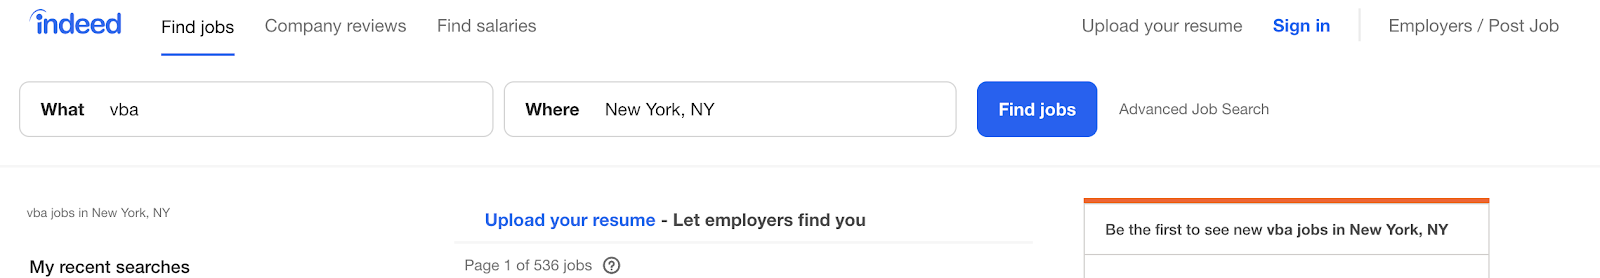 indeed Find jobs Company reviews Find salaries Upload your resume Sign in Employers / Post Job
What vba Where New York, NY Find jobs Advanced Job Search
vba jobs in New York, NY
Upload your resume - Let employers find you
Be the first to see new vba jobs in New York, NY
My recent searches
Page 1 of 536 jobs ?